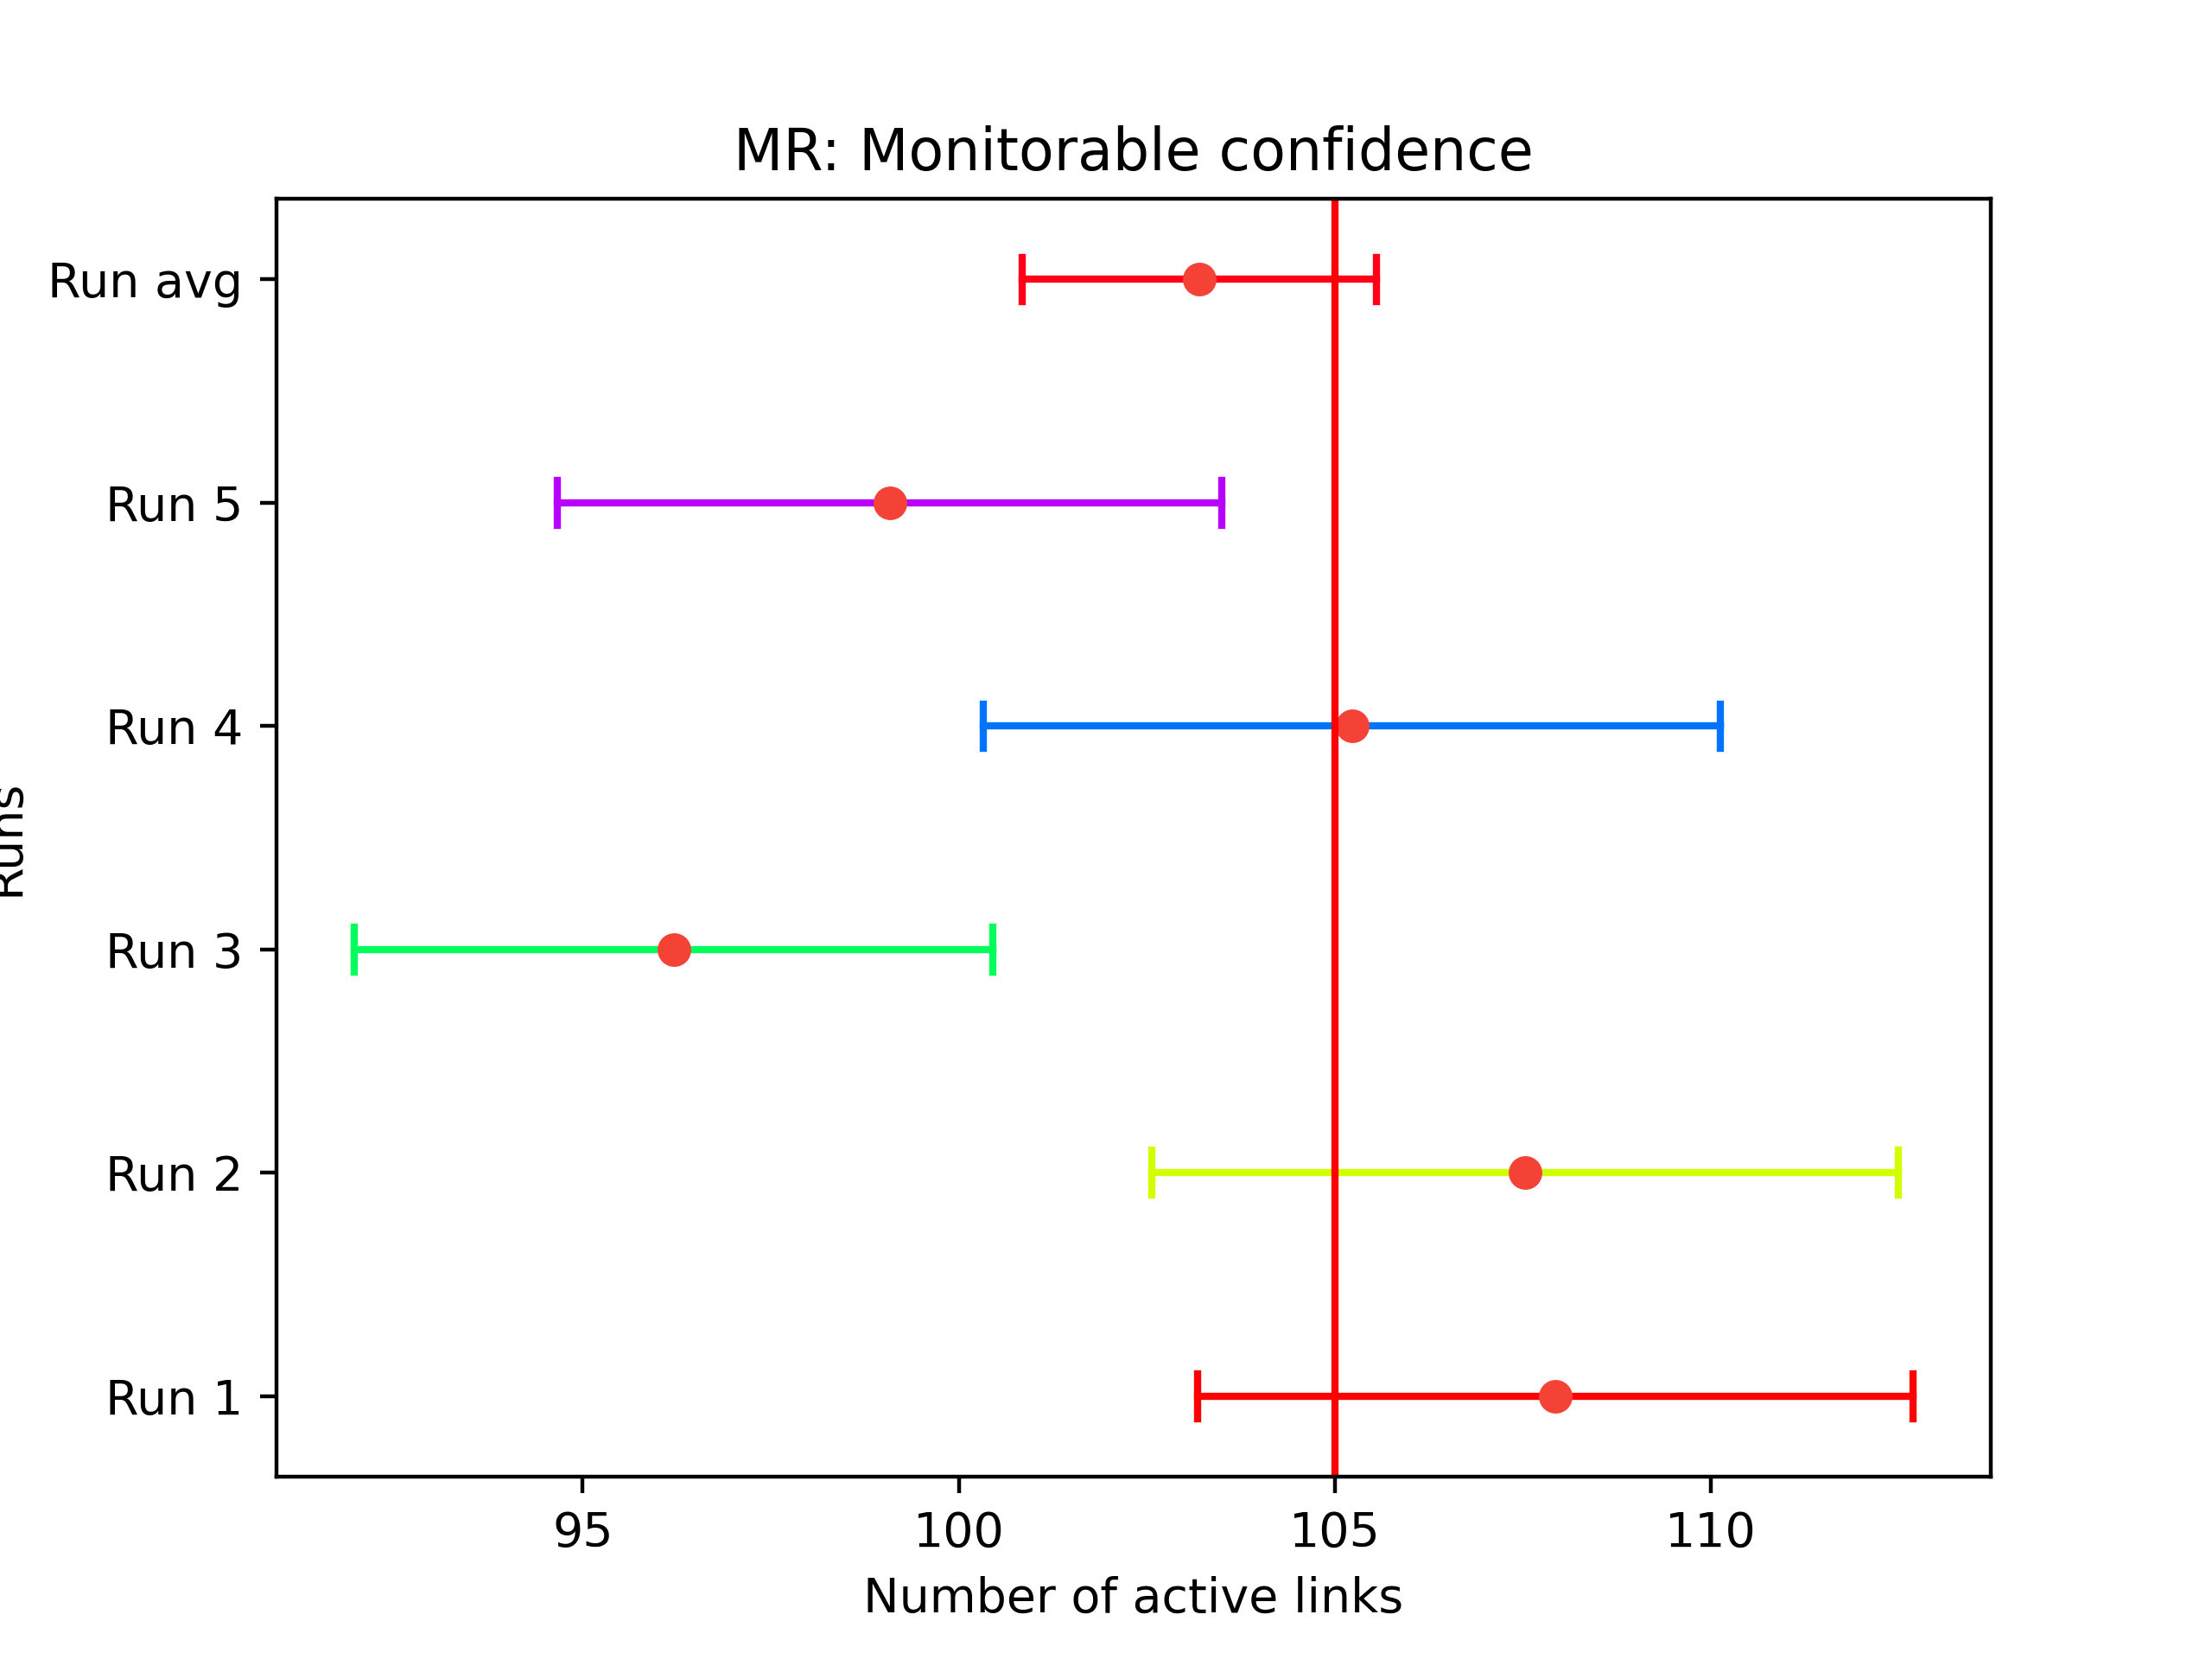 MR: Monitorable confidence
Run avg
Run 5
Run 4
Runs
Run 3
Run 2
Run 1
95 100 105 110
Number of active links